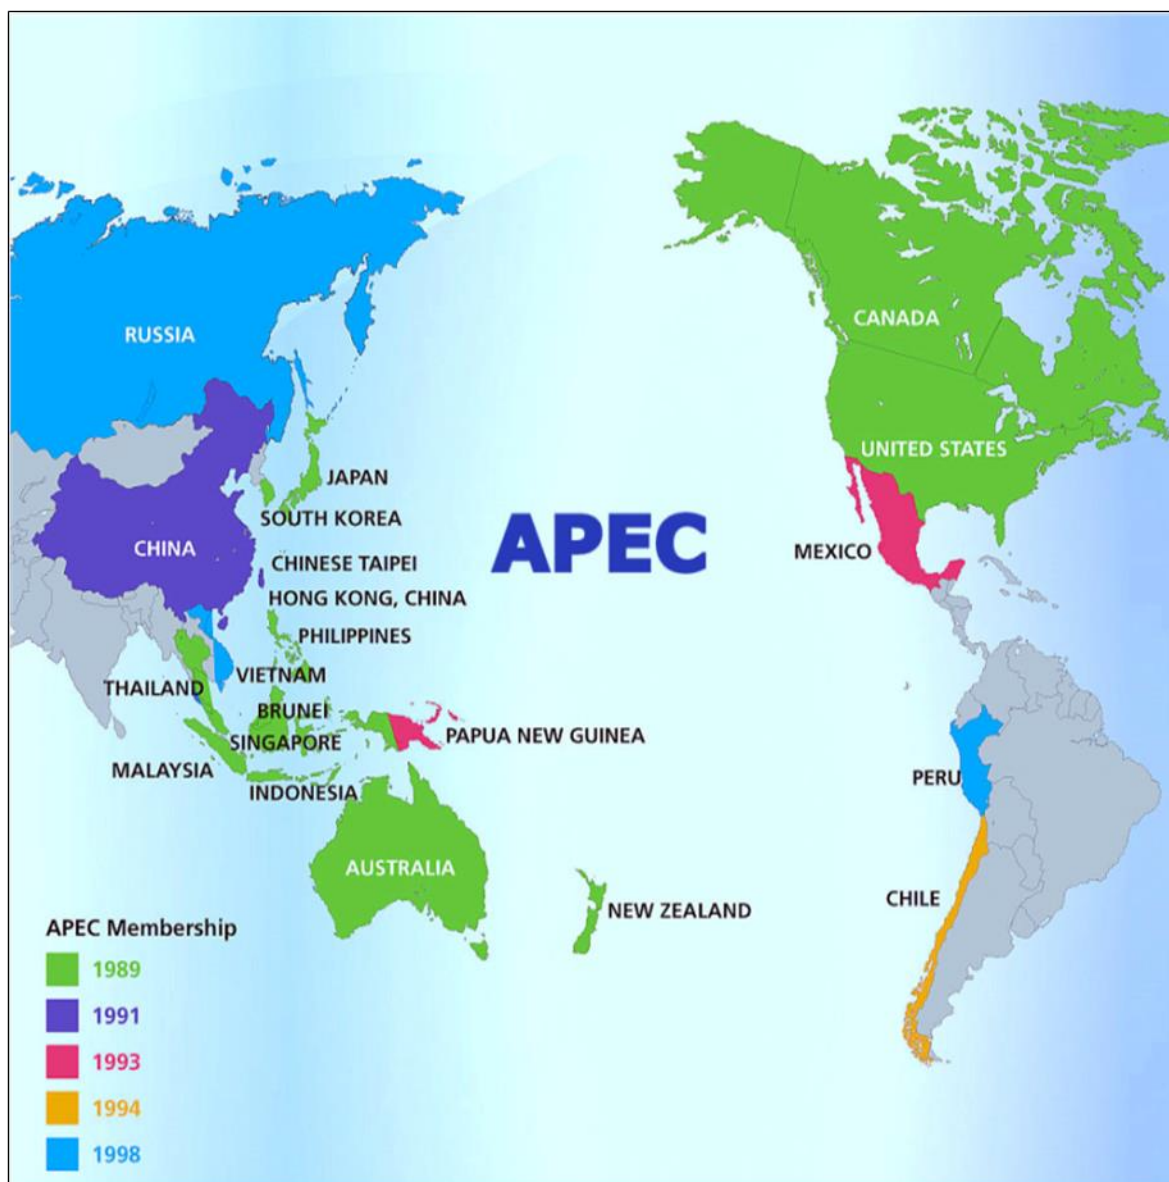 RUSSIA
CANADA
UNITED STATES
JAPAN
SOUTH KOREA
APEC
CHINA
MEXICO
CHINESE TAIPEI
HONG KONG, CHINA
PHILIPPINES
VIETNAM
THAILAND
BRUNEI
PAPUA NEW GUINEA
SINGAPORE
MALAYSIA
PERU
INDONESIA
AUSTRALIA
CHILE
NEW ZEALAND
APEC Membership
1989
1991
1993
1994
1998